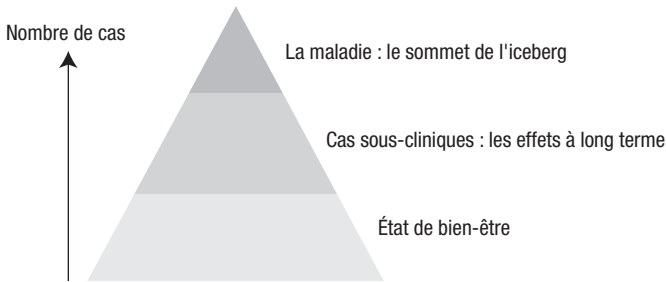 Nombre de cas
La maladie : le sommet de l'iceberg
Cas sous-cliniques : les effets à long terme
État de bien-être